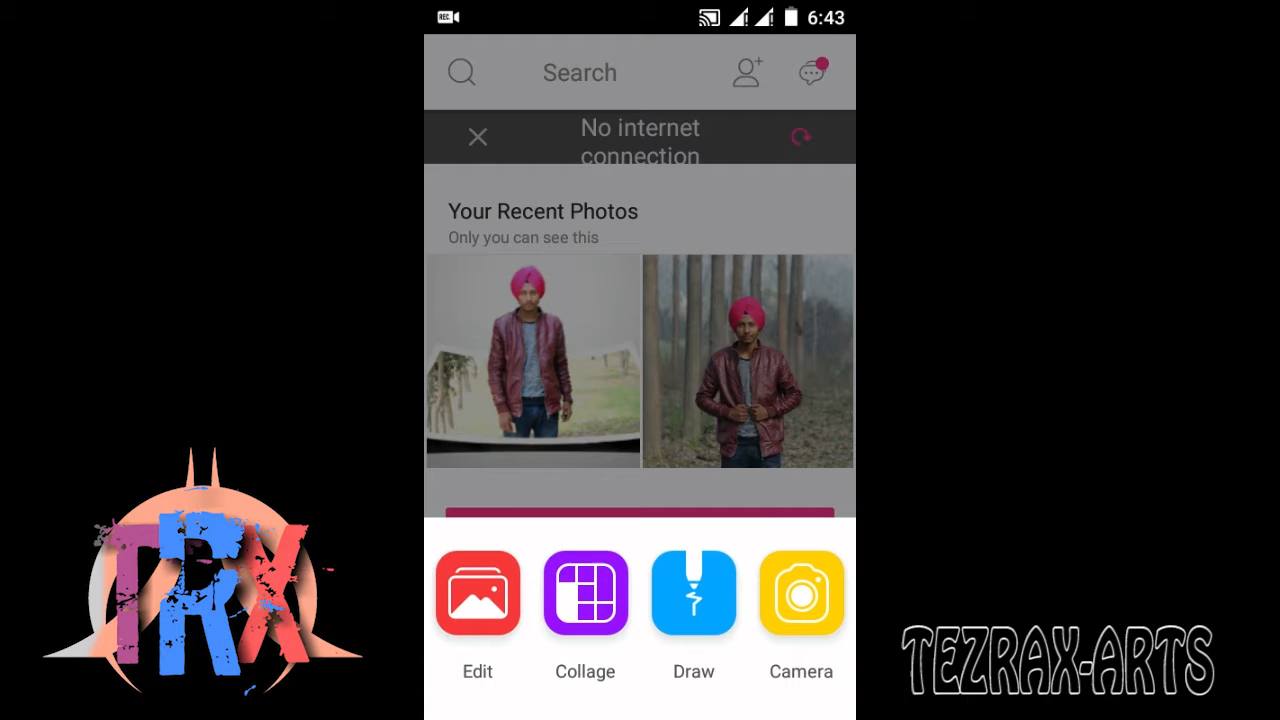 REC
6:43
Search
No internet
connection
Your Recent Photos
Only you can see this
Edit
Collage
Draw
Camera
TRX
TEZRAX-ARTS